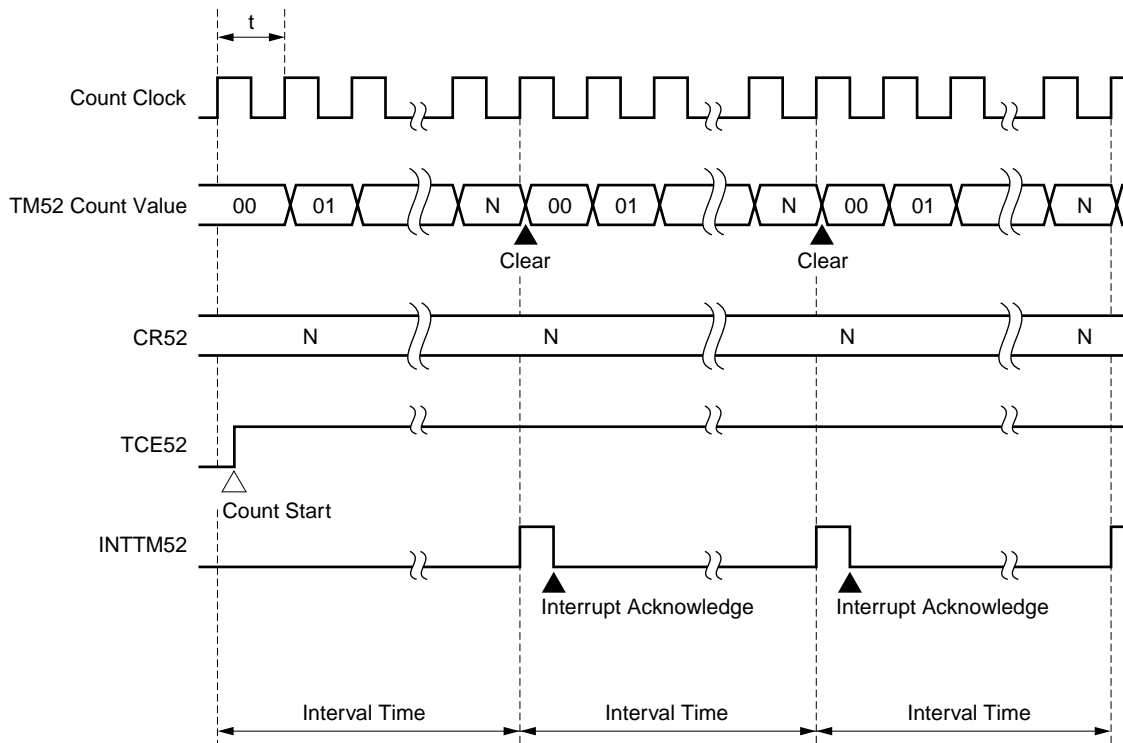 t
Count Clock
TM52 Count Value 00 01 N 00 01 N 00 01 N
Clear Clear
CR52 N N N N
TCE52
Count Start
INTTM52
Interrupt Acknowledge Interrupt Acknowledge
Interval Time Interval Time Interval Time